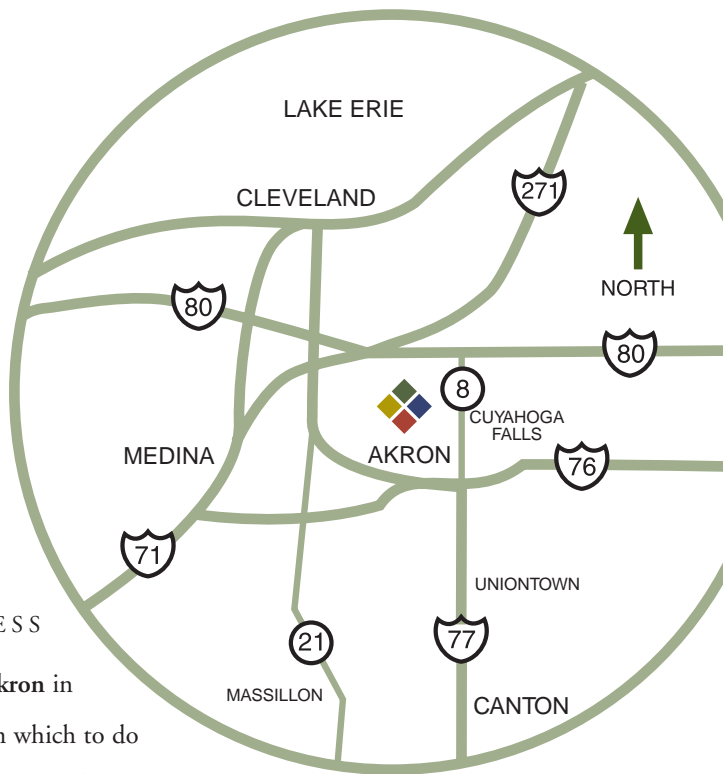 LAKE ERIE
CLEVELAND
271
NORTH
80
80
8
CUYAHOGA
FALLS
MEDINA
AKRON
76
71
UNIONTOWN
ESS
21
77
kron in
MASSILLON
CANTON
n which to do